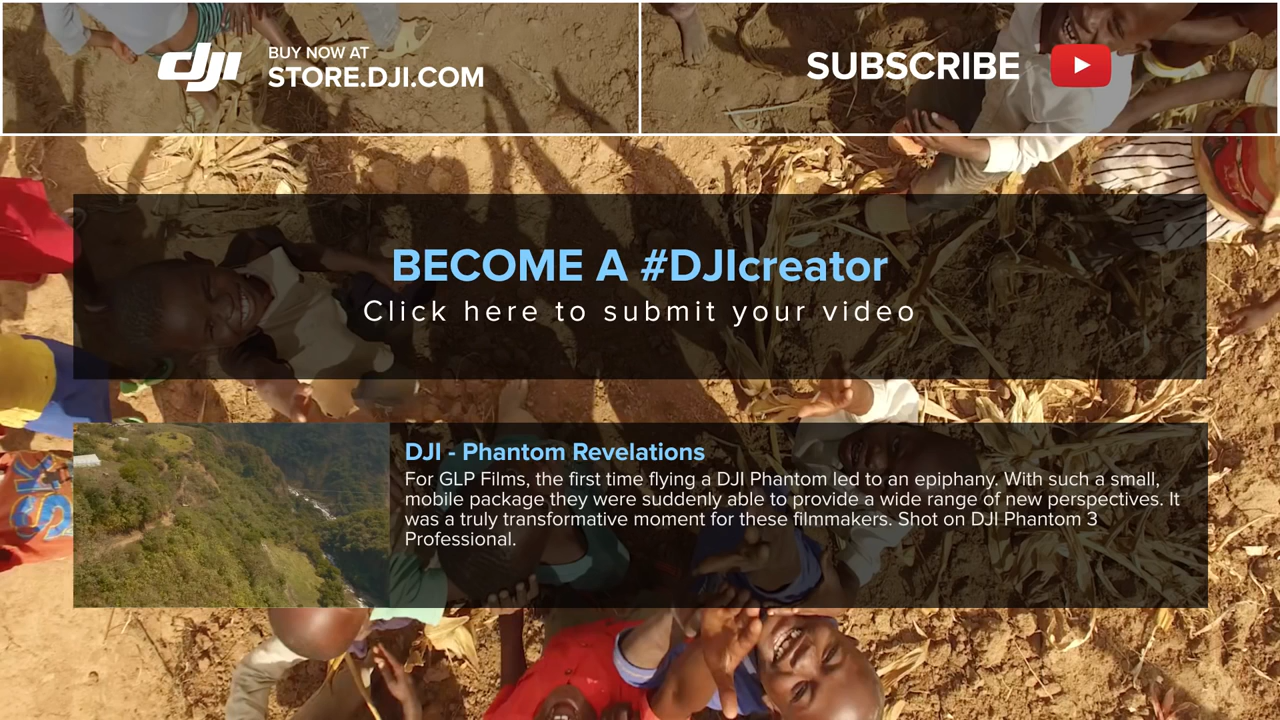 dji
BUY NOW AT
STORE.DJI.COM
SUBSCRIBE
BECOME A #DJIcreator
Click here to submit your video
DJI - Phantom Revelations
For GLP Films, the first time flying a DJI Phantom led to an epiphany. With such a small,
mobile package they were suddenly able to provide a wide range of new perspectives. It
was a truly transformative moment for these filmmakers. Shot on DJI Phantom 3
Professional.